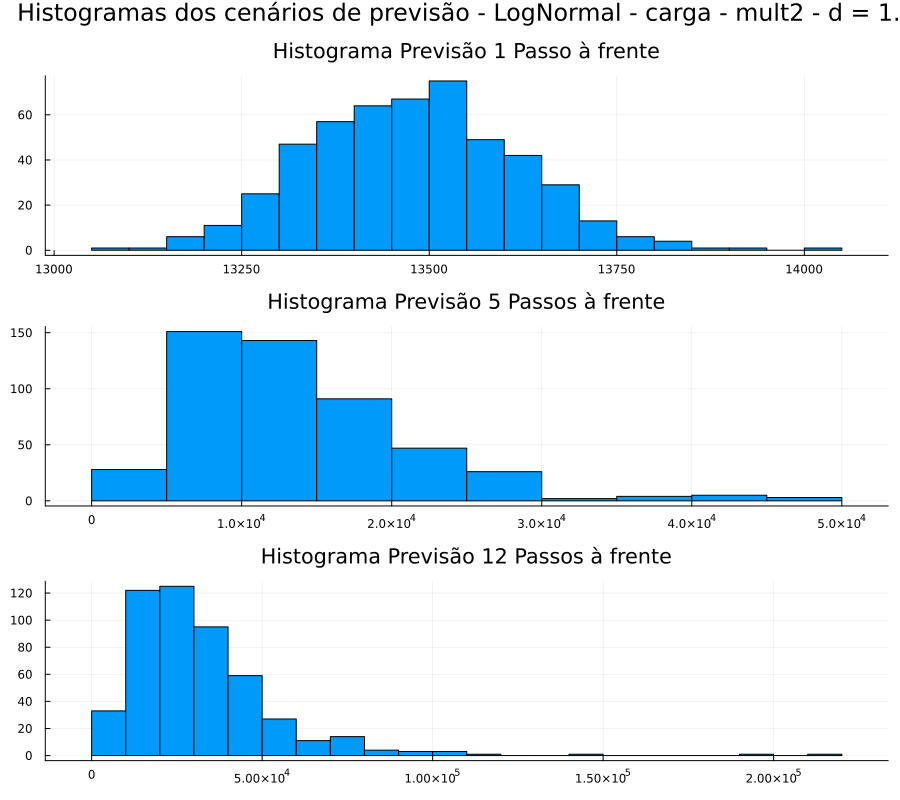 Histogramas dos cenários de previsão - LogNormal - carga - mult2 - d = 1.
Histograma Previsão 1 Passo à frente
60
40
20
0
13000 13250 13500 13750 14000
Histograma Previsão 5 Passos à frente
150
100
50
0
0 1.0×10⁴ 2.0×10⁴ 3.0×10⁴ 4.0×10⁴ 5.0×10⁴
Histograma Previsão 12 Passos à frente
120
100
80
60
40
20
0
0 5.00×10⁴ 1.00×10⁵ 1.50×10⁵ 2.00×10⁵